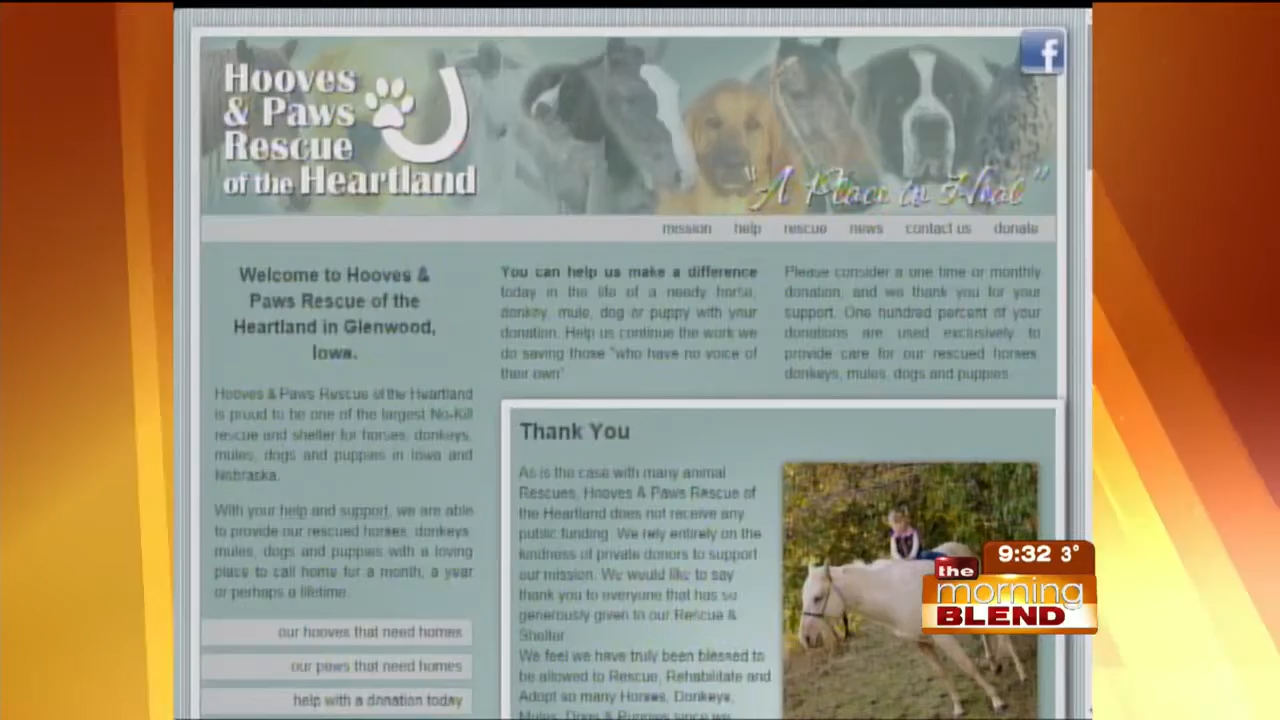 Hooves
& Paws
Rescue
of the Heartland
f
"A Place to Heal"
mission help rescue news contact us donate
Welcome to Hooves &
Paws Rescue of the
Heartland in Glenwood,
Iowa.
Hooves & Paws Rescue of the Heartland
is proud to be one of the largest No-Kill
rescue and shelter for horses, donkeys,
mules, dogs and puppies in Iowa and
Nebraska.
With your help and support, we are able
to provide our rescued horses, donkeys,
mules, dogs and puppies with a loving
place to call home for a month, a year
or perhaps a lifetime.
our hooves that need homes
our paws that need homes
help with a donation today
You can help us make a difference
today in the life of a needy horse,
donkey, mule, dog or puppy with your
donation. Help us continue the work we
do saving those "who have no voice of
their own"
Please consider a one time or monthly
donation, and we thank you for your
support. One hundred percent of your
donations are used exclusively to
provide care for our rescued horses,
donkeys, mules, dogs and puppies.
Thank You
As is the case with many animal
Rescues, Hooves & Paws Rescue of
the Heartland does not receive any
public funding. We rely entirely on the
kindness of private donors to support
our mission. We would like to say
thank you to everyone that has so
generously given to our Rescue &
Shelter.
We feel we have truly been blessed to
be allowed to Rescue, Rehabilitate and
Adopt so many Horses, Donkeys,
Mules, Dogs & Puppies since we
9:32 3°
the
morning
BLEND